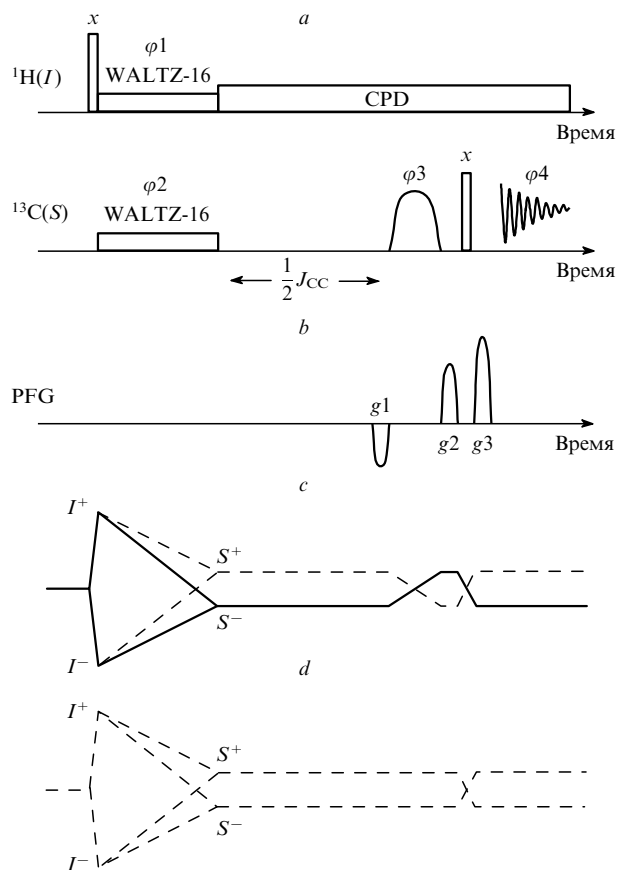 a
x
φ1
WALTZ-16
¹H(I)
CPD
Время
φ2
WALTZ-16
φ3
x
φ4
¹³C(S)
1/2 J_CC
Время
b
PFG
g1
g2
g3
Время
c
I⁺
S⁺
S⁻
I⁻
d
I⁺
S⁺
S⁻
I⁻